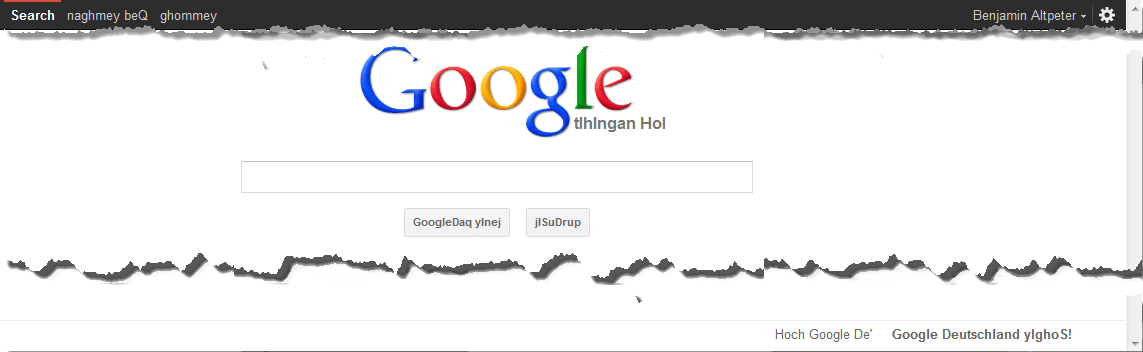 Search naghmey beQ ghommey Benjamin Altpeter
Google
tlhIngan Hol
GoogleDaq yInej jISuDrup
Hoch Google De' Google Deutschland yIghoS!